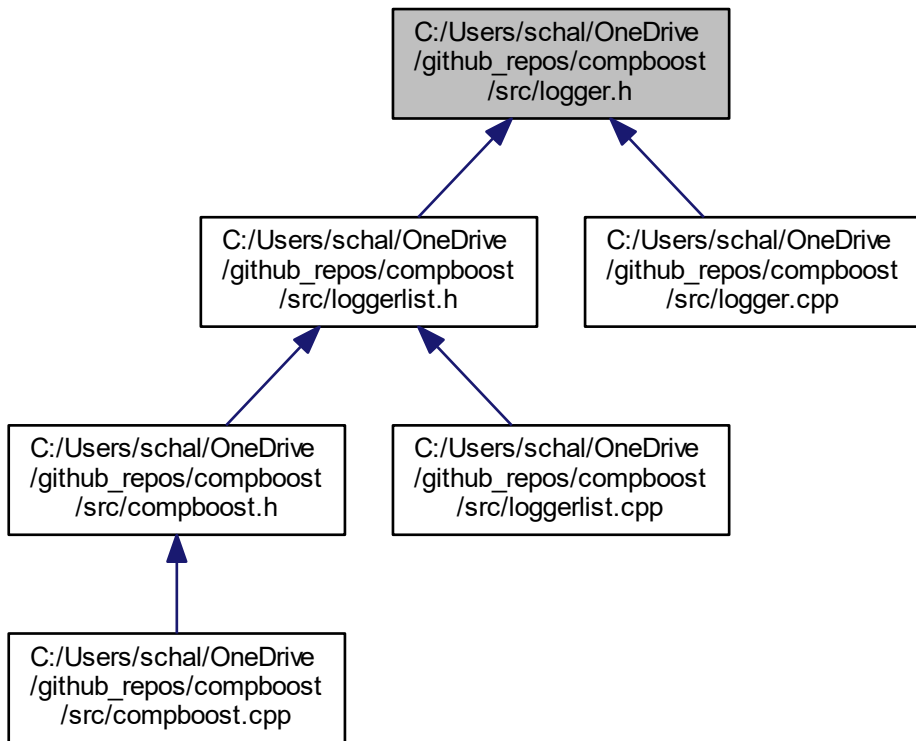 C:/Users/schal/OneDrive
/github_repos/compboost
/src/logger.h
C:/Users/schal/OneDrive
/github_repos/compboost
/src/loggerlist.h
C:/Users/schal/OneDrive
/github_repos/compboost
/src/logger.cpp
C:/Users/schal/OneDrive
/github_repos/compboost
/src/compboost.h
C:/Users/schal/OneDrive
/github_repos/compboost
/src/loggerlist.cpp
C:/Users/schal/OneDrive
/github_repos/compboost
/src/compboost.cpp